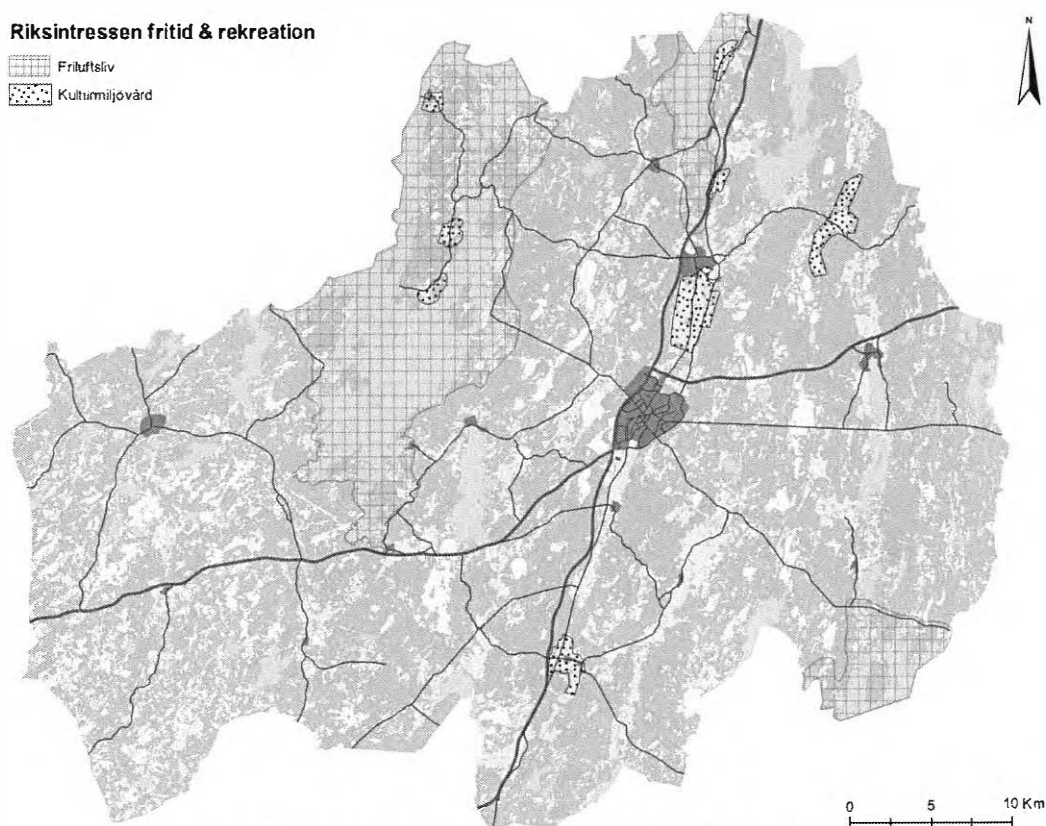 Riksintressen fritid & rekreation
Friluftsliv
Kulturmiljövård
N
0 5 10 Km